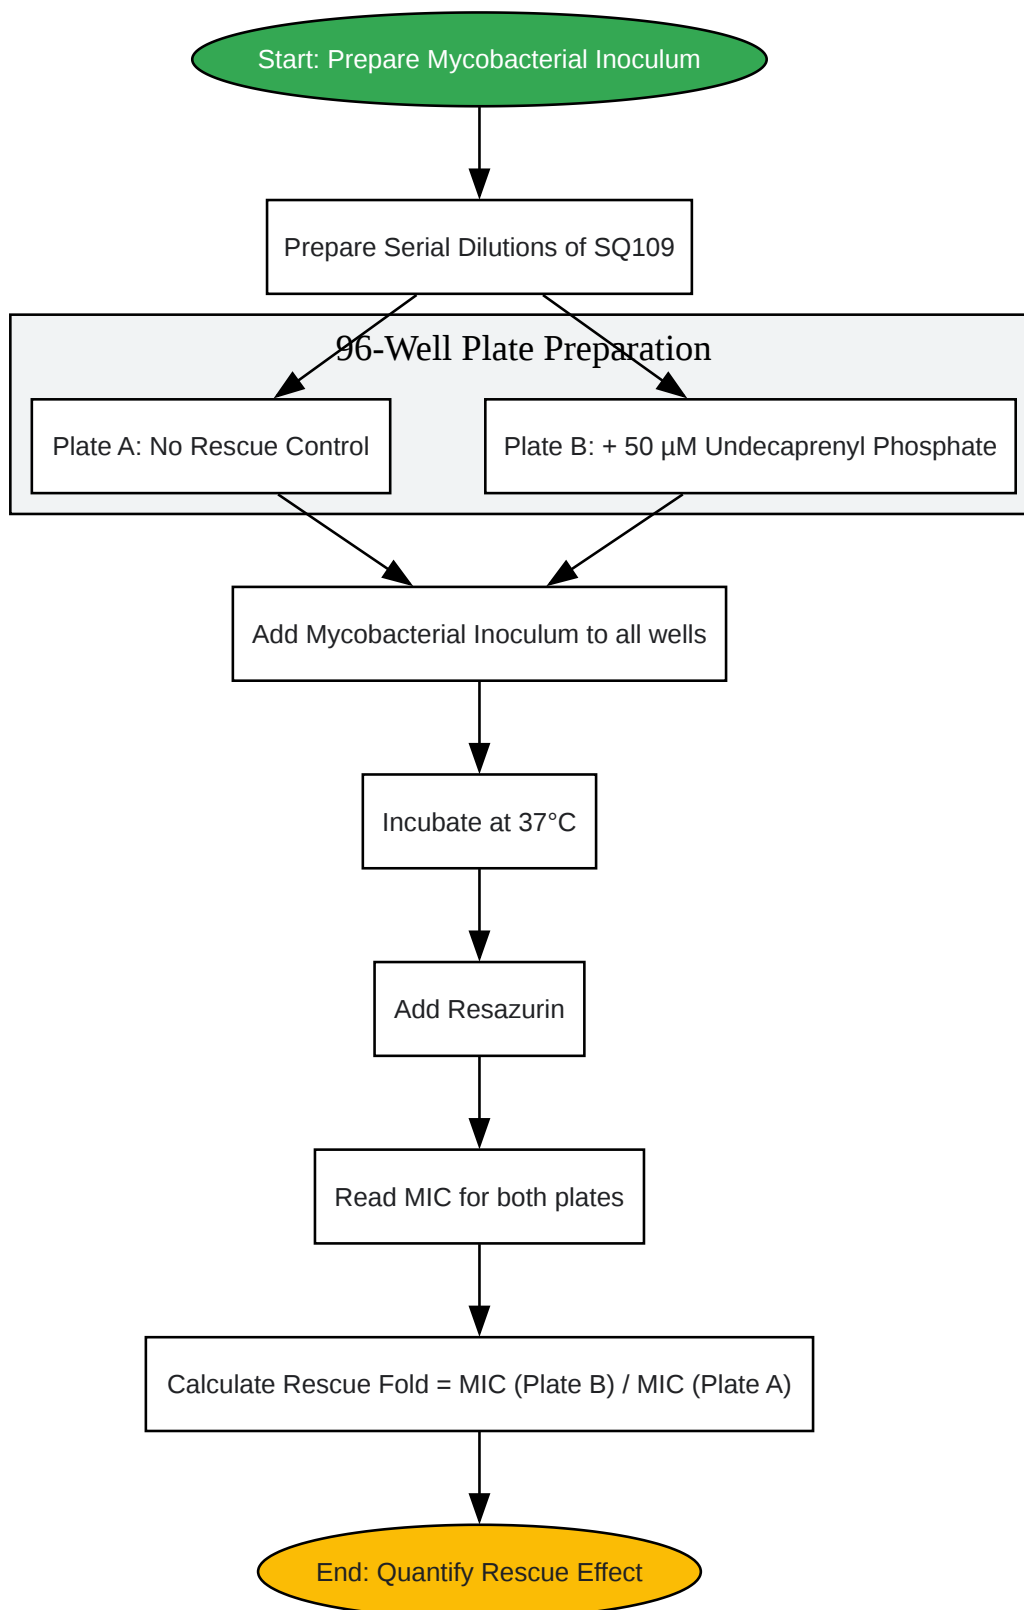 Start: Prepare Mycobacterial Inoculum
Prepare Serial Dilutions of SQ109
96-Well Plate Preparation
Plate A: No Rescue Control
Plate B: + 50 µM Undecaprenyl Phosphate
Add Mycobacterial Inoculum to all wells
Incubate at 37°C
Add Resazurin
Read MIC for both plates
Calculate Rescue Fold = MIC (Plate B) / MIC (Plate A)
End: Quantify Rescue Effect